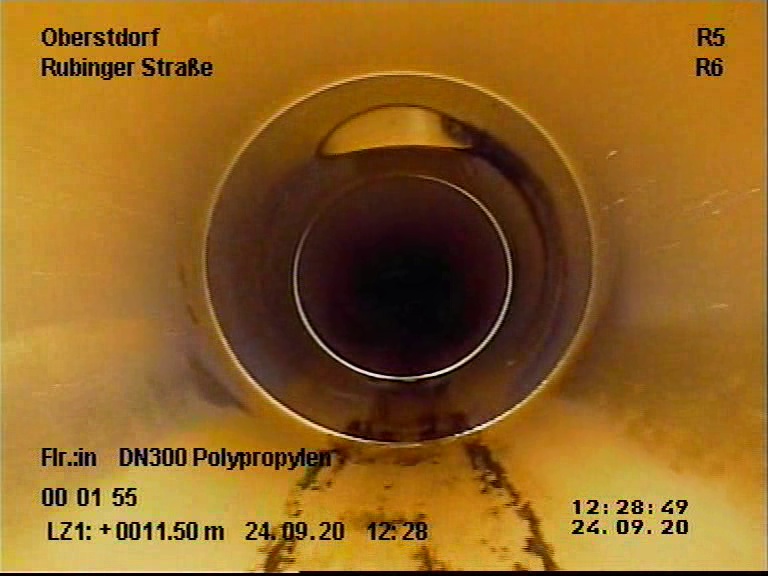 Oberstdorf R5
Rubinger Straße R6
Flr.:in DN300 Polypropylen
00 01 55
LZ1: +0011.50 m 24.09.20 12:28
12:28:49
24.09.20